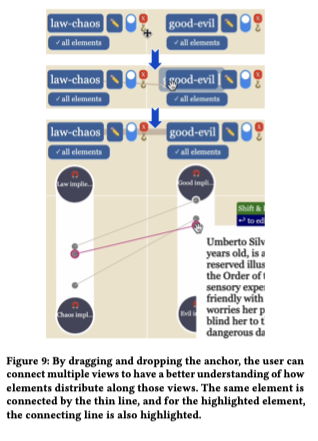 law-chaos good-evil
✓ all elements ✓ all elements
law-chaos good-evil
✓ all elements ✓ all elements
law-chaos good-evil
✓ all elements ✓ all elements
Law implie... Good impli...
Shift &
to ed
Umberto Silv
years old, is a
reserved illus
the Order of
sensory expe
friendly with
worries her p
blind her to t
dangerous da
Chaos impl... Evil i
Figure 9: By dragging and dropping the anchor, the user can
connect multiple views to have a better understanding of how
elements distribute along those views. The same element is
connected by the thin line, and for the highlighted element,
the connecting line is also highlighted.